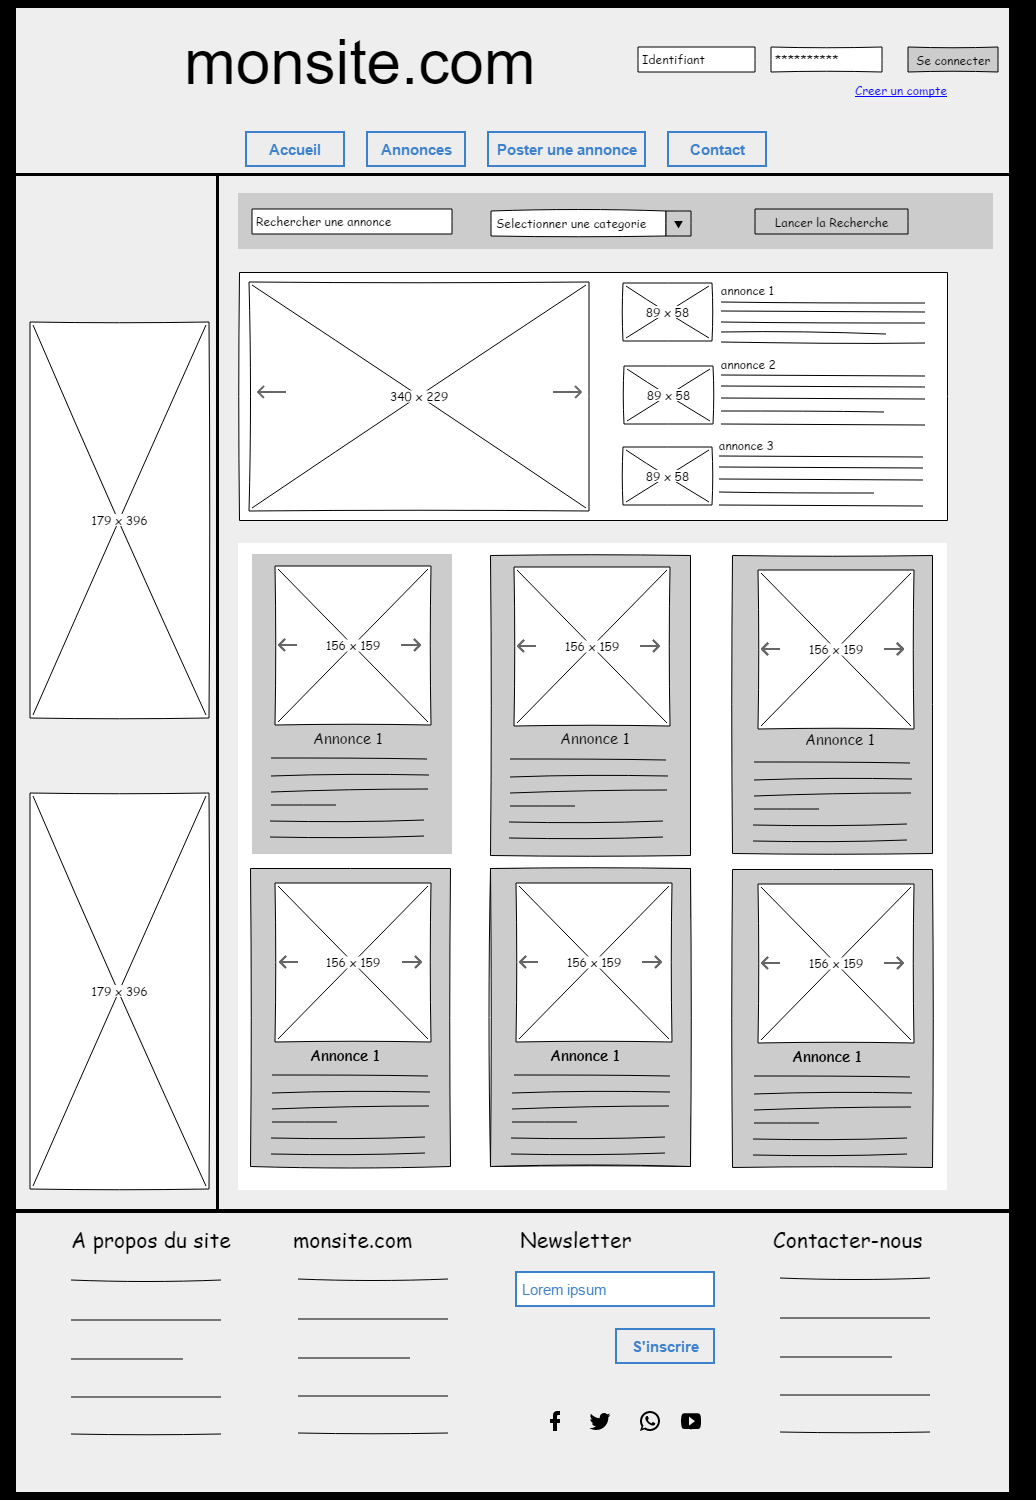 monsite.com
Identifiant
**********
Se connecter
Creer un compte
Accueil
Annonces
Poster une annonce
Contact
Rechercher une annonce
Selectionner une categorie
Lancer la Recherche
179 x 396
179 x 396
340 x 229
89 x 58
annonce 1
89 x 58
annonce 2
89 x 58
annonce 3
156 x 159
Annonce 1
156 x 159
Annonce 1
156 x 159
Annonce 1
156 x 159
Annonce 1
156 x 159
Annonce 1
156 x 159
Annonce 1
A propos du site
monsite.com
Newsletter
Lorem ipsum
S'inscrire
Contacter-nous